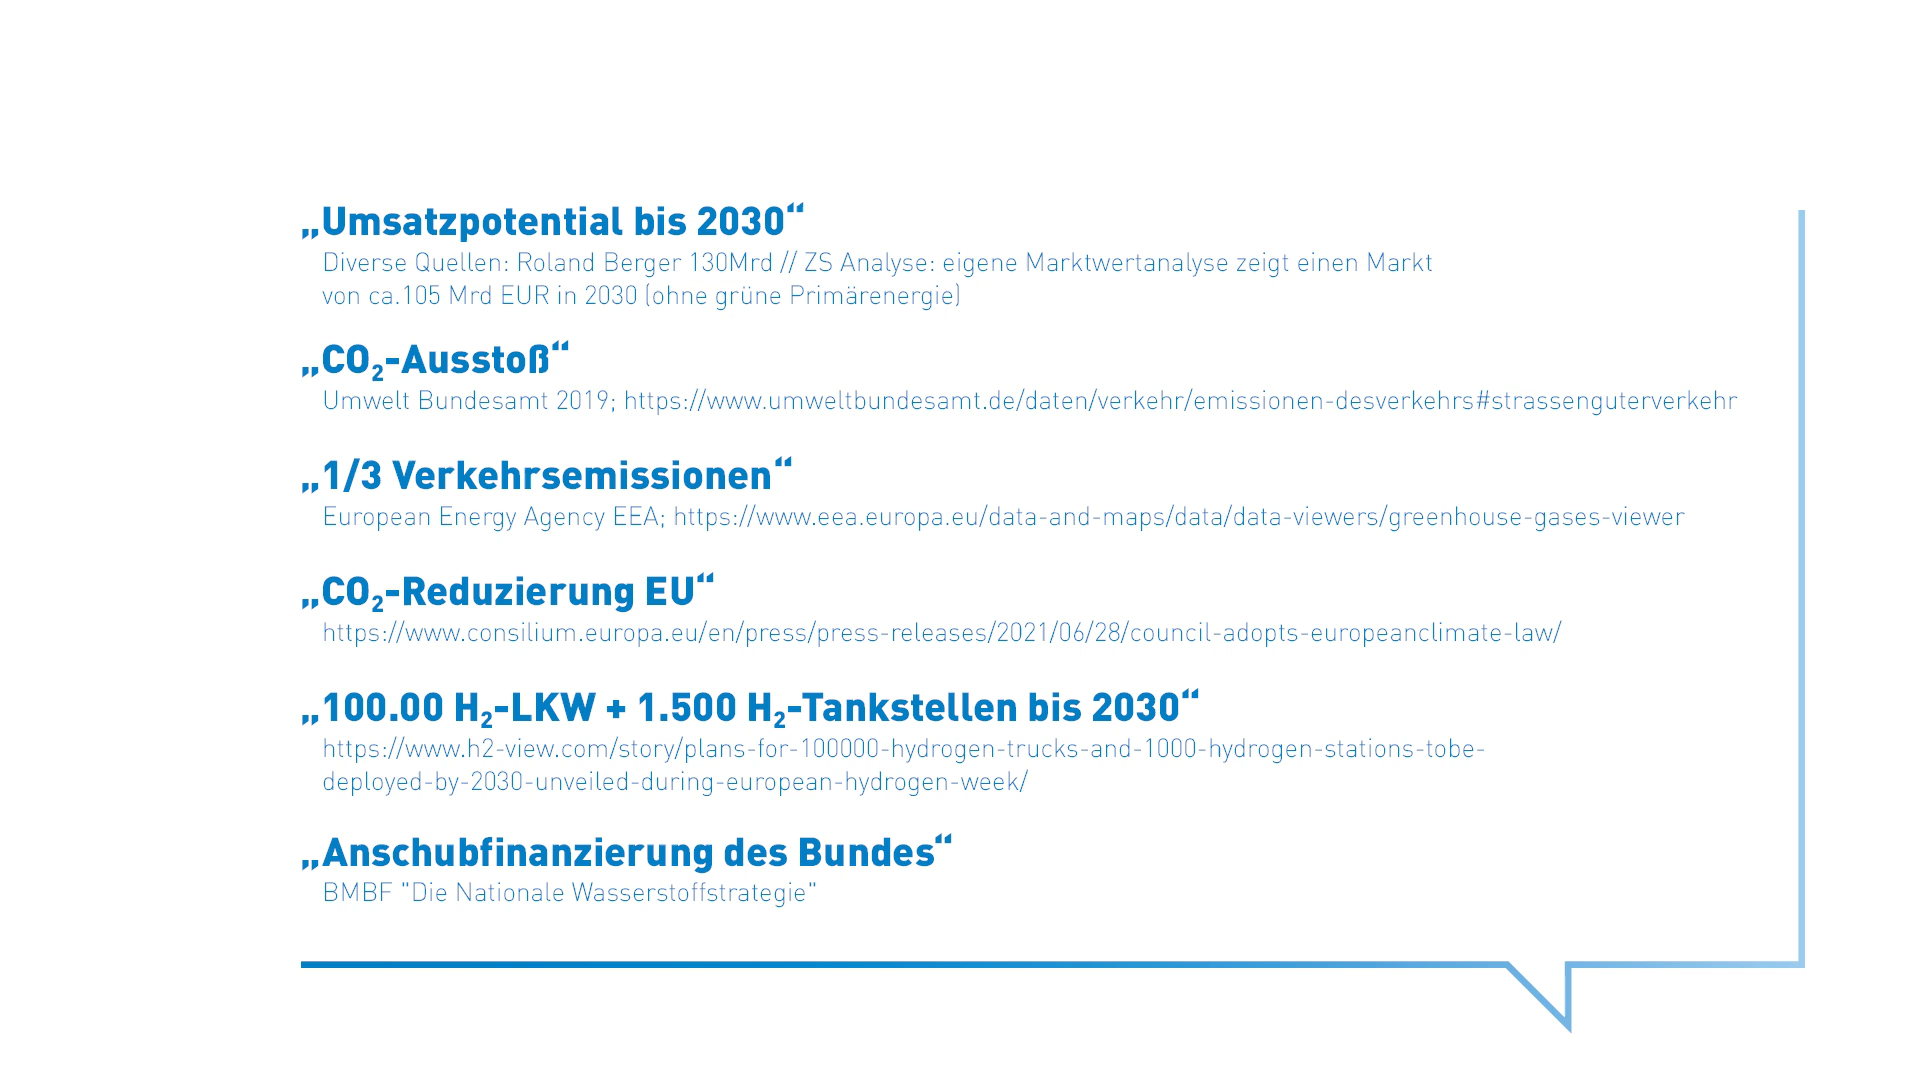 „Umsatzpotential bis 2030“
Diverse Quellen: Roland Berger 130Mrd // ZS Analyse: eigene Marktwertanalyse zeigt einen Markt
von ca.105 Mrd EUR in 2030 (ohne grüne Primärenergie)
„CO₂-Ausstoß“
Umwelt Bundesamt 2019; https://www.umweltbundesamt.de/daten/verkehr/emissionen-desverkehrs#strassenguterverkehr
„1/3 Verkehrsemissionen“
European Energy Agency EEA; https://www.eea.europa.eu/data-and-maps/data/data-viewers/greenhouse-gases-viewer
„CO₂-Reduzierung EU“
https://www.consilium.europa.eu/en/press/press-releases/2021/06/28/council-adopts-europeanclimate-law/
„100.00 H₂-LKW + 1.500 H₂-Tankstellen bis 2030“
https://www.h2-view.com/story/plans-for-100000-hydrogen-trucks-and-1000-hydrogen-stations-tobe-
deployed-by-2030-unveiled-during-european-hydrogen-week/
„Anschubfinanzierung des Bundes“
BMBF "Die Nationale Wasserstoffstrategie"